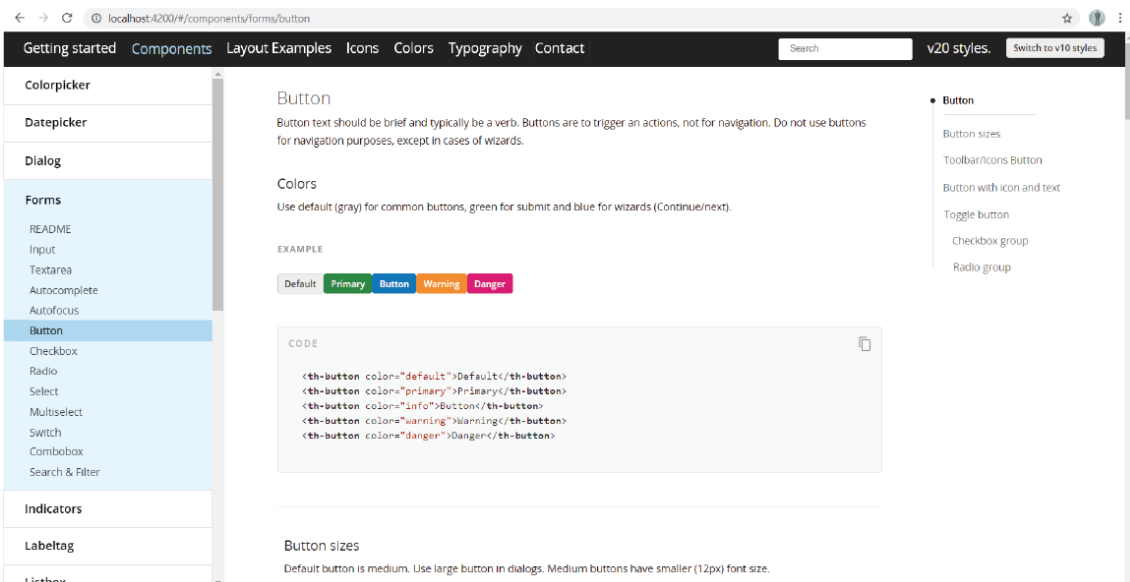 localhost:4200/#/components/forms/button
Getting started Components Layout Examples Icons Colors Typography Contact Search v20 styles. Switch to v10 styles
Colorpicker
Datepicker
Dialog
Forms
README
Input
Textarea
Autocomplete
Autofocus
Button
Checkbox
Radio
Select
Multiselect
Switch
Combobox
Search & Filter
Indicators
Labeltag
Listbox
Button
Button text should be brief and typically be a verb. Buttons are to trigger an actions, not for navigation. Do not use buttons
for navigation purposes, except in cases of wizards.
Colors
Use default (gray) for common buttons, green for submit and blue for wizards (Continue/next).
EXAMPLE
Default Primary Button Warning Danger
CODE
<th-button color="default">Default</th-button>
<th-button color="primary">Primary</th-button>
<th-button color="info">Button</th-button>
<th-button color="warning">Warning</th-button>
<th-button color="danger">Danger</th-button>
Button sizes
Default button is medium. Use large button in dialogs. Medium buttons have smaller (12px) font size.
Button
Button sizes
Toolbar/Icons Button
Button with icon and text
Toggle button
Checkbox group
Radio group